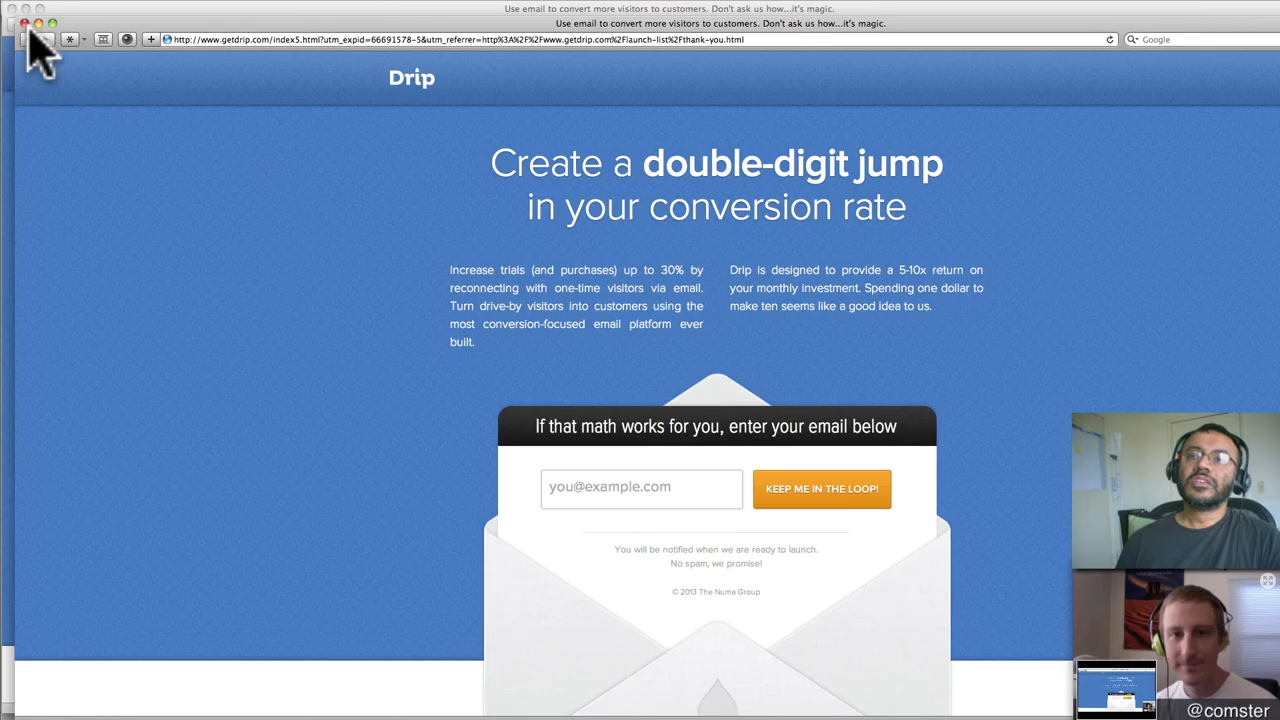 Use email to convert more visitors to customers. Don't ask us how...it's magic.
Use email to convert more visitors to customers. Don't ask us how...it's magic.
http://www.getdrip.com/index5.html?utm_expid=66691578-5&utm_referrer=http%3A%2F%2Fwww.getdrip.com%2Flaunch-list%2Fthank-you.html
Google
Drip
Create a double-digit jump
in your conversion rate
Increase trials (and purchases) up to 30% by
reconnecting with one-time visitors via email.
Turn drive-by visitors into customers using the
most conversion-focused email platform ever
built.
Drip is designed to provide a 5-10x return on
your monthly investment. Spending one dollar to
make ten seems like a good idea to us.
If that math works for you, enter your email below
you@example.com
KEEP ME IN THE LOOP!
You will be notified when we are ready to launch.
No spam, we promise!
© 2013 The Numa Group
@comster